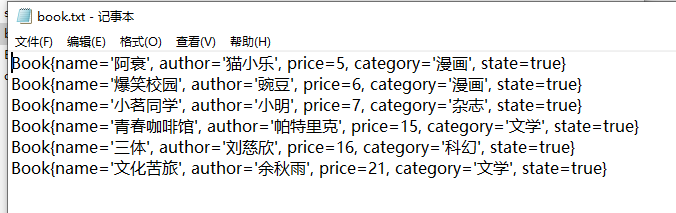 book.txt - 记事本
文件(F) 编辑(E) 格式(O) 查看(V) 帮助(H)
Book{name='阿衰', author='猫小乐', price=5, category='漫画', state=true}
Book{name='爆笑校园', author='豌豆', price=6, category='漫画', state=true}
Book{name='小茗同学', author='小明', price=7, category='杂志', state=true}
Book{name='青春咖啡馆', author='帕特里克', price=15, category='文学', state=true}
Book{name='三体', author='刘慈欣', price=16, category='科幻', state=true}
Book{name='文化苦旅', author='余秋雨', price=21, category='文学', state=true}